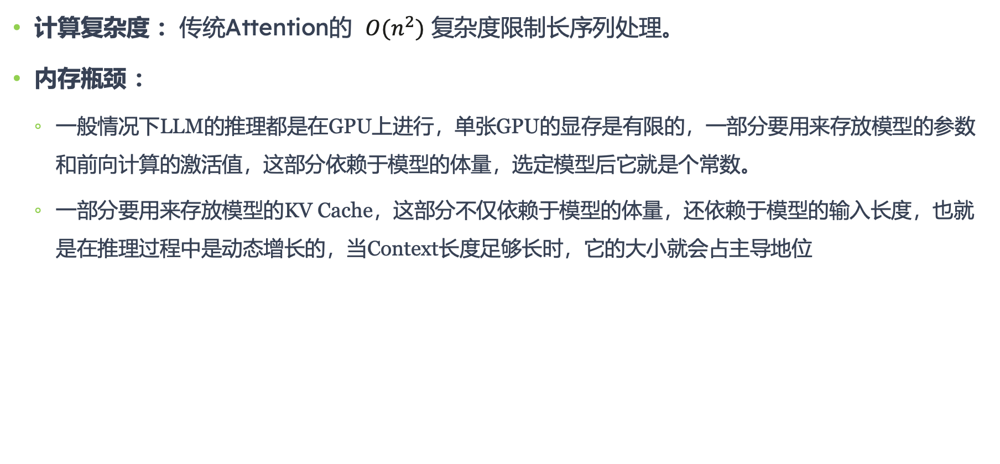 • 计算复杂度： 传统Attention的 O(n²) 复杂度限制长序列处理。
• 内存瓶颈：
◦ 一般情况下LLM的推理都是在GPU上进行，单张GPU的显存是有限的，一部分要用来存放模型的参数
和前向计算的激活值，这部分依赖于模型的体量，选定模型后它就是个常数。
◦ 一部分要用来存放模型的KV Cache，这部分不仅依赖于模型的体量，还依赖于模型的输入长度，也就
是在推理过程中是动态增长的，当Context长度足够长时，它的大小就会占主导地位